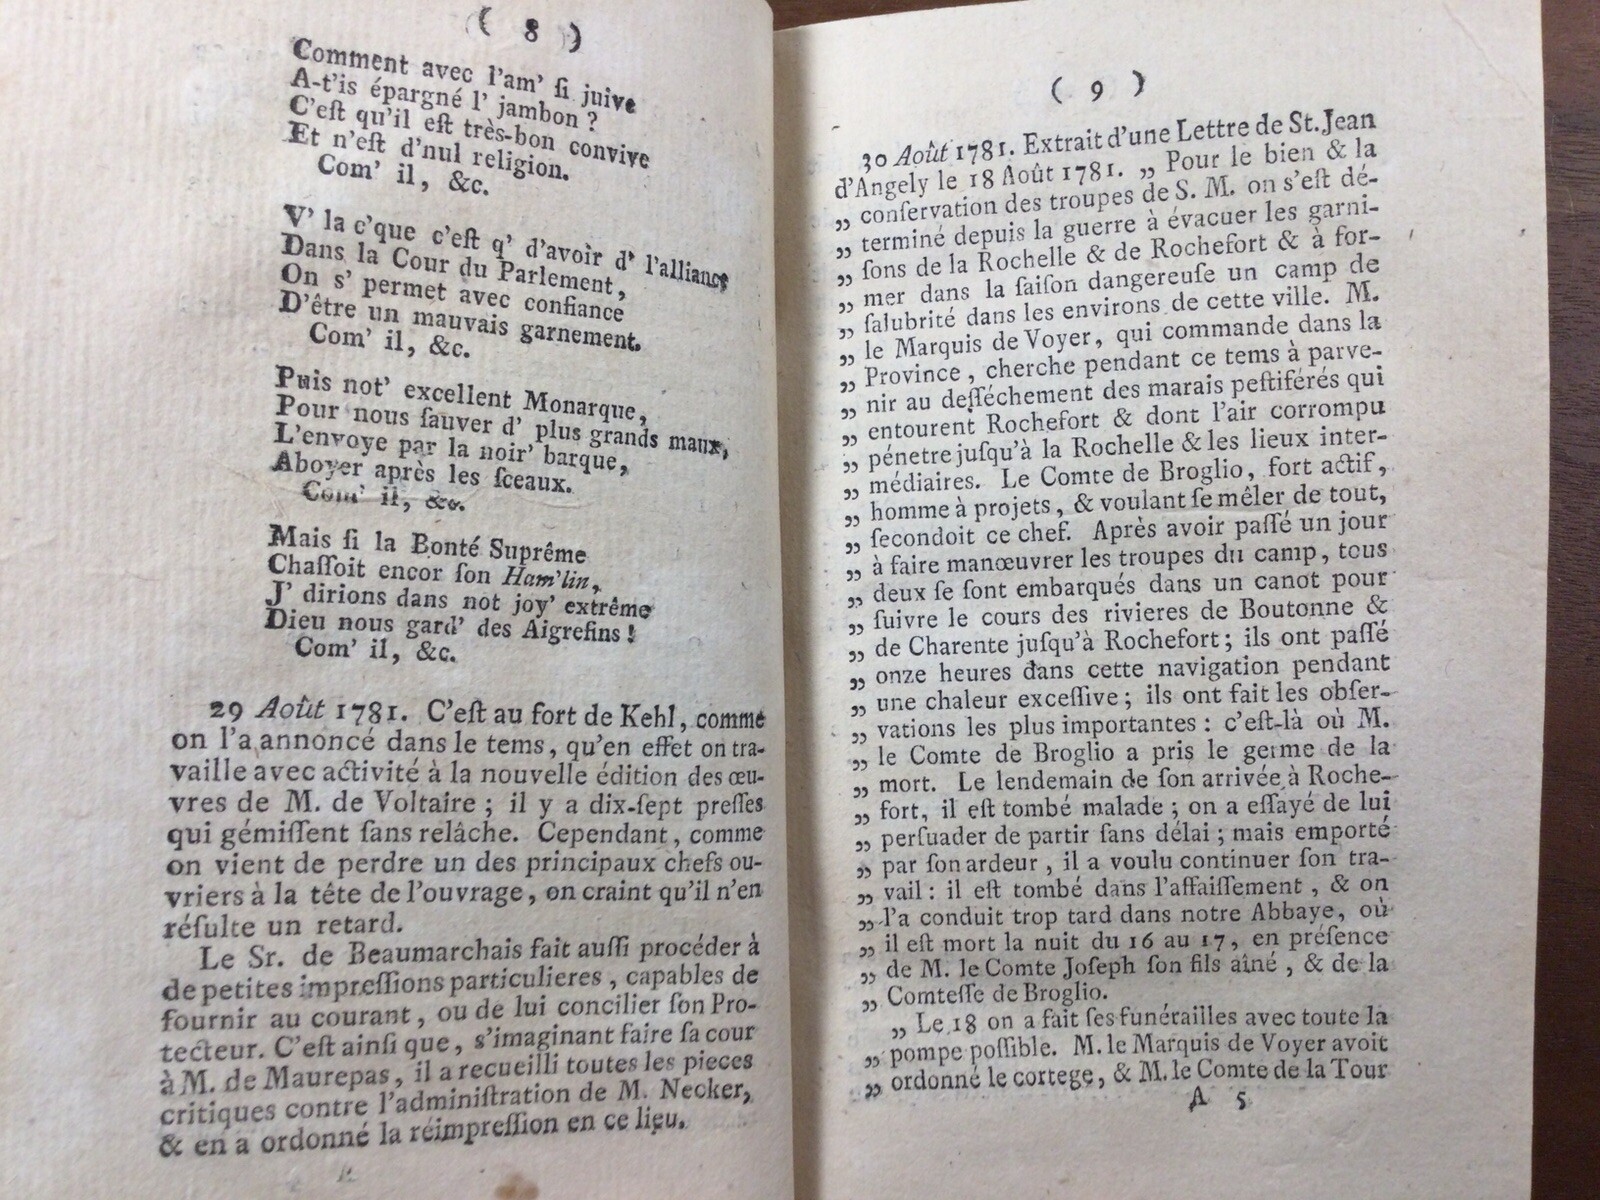 ( 8 )
Comment avec l'am' ſi juive
A-t'is épargné l' jambon ?
C'eſt qu'il eſt très-bon convive
Et n'eſt d'nul religion.
Com' il, &c.
V' la c'que c'eſt q' d'avoir d' l'alliance
Dans la Cour du Parlement,
On s' permet avec confiance
D'être un mauvais garnement.
Com' il, &c.
Puis not' excellent Monarque,
Pour nous ſauver d' plus grands maux,
L'envoye par la noir' barque,
Aboyer après les ſceaux.
Com' il, &c.
Mais ſi la Bonté Suprême
Chaſſoit encor ſon Ham'lin,
J' dirions dans not joy' extrême
Dieu nous gard' des Aigrefins !
Com' il, &c.
29 Août 1781. C'eſt au fort de Kehl, comme
on l'a annoncé dans le tems, qu'en effet on tra-
vaille avec activité à la nouvelle édition des œu-
vres de M. de Voltaire ; il y a dix-ſept preſſes
qui gémiſſent ſans relâche. Cependant, comme
on vient de perdre un des principaux chefs ou-
vriers à la tête de l'ouvrage, on craint qu'il n'en
réſulte un retard.
Le Sr. de Beaumarchais fait auſſi procéder à
de petites impreſſions particulieres, capables de
fournir au courant, ou de lui concilier ſon Pro-
tecteur. C'eſt ainſi que, s'imaginant faire ſa cour
à M. de Maurepas, il a recueilli toutes les pieces
critiques contre l'adminiſtration de M. Necker,
& en a ordonné la réimpreſſion en ce lieu.
( 9 )
30 Août 1781. Extrait d'une Lettre de St. Jean
d'Angely le 18 Août 1781. „ Pour le bien & la
„ conſervation des troupes de S. M. on s'eſt dé-
„ terminé depuis la guerre à évacuer les garni-
„ ſons de la Rochelle & de Rochefort & à for-
„ mer dans la ſaiſon dangereuſe un camp de
„ ſalubrité dans les environs de cette ville. M.
„ le Marquis de Voyer, qui commande dans la
„ Province, cherche pendant ce tems à parve-
„ nir au deſſéchement des marais peſtiférés qui
„ entourent Rochefort & dont l'air corrompu
„ pénetre juſqu'à la Rochelle & les lieux inter-
„ médiaires. Le Comte de Broglio, fort actif,
„ homme à projets, & voulant ſe mêler de tout,
„ ſecondoit ce chef. Après avoir paſſé un jour
„ à faire manœuvrer les troupes du camp, tous
„ deux ſe ſont embarqués dans un canot pour
„ ſuivre le cours des rivieres de Boutonne &
„ de Charente juſqu'à Rochefort ; ils ont paſſé
„ onze heures dans cette navigation pendant
„ une chaleur exceſſive ; ils ont fait les obſer-
„ vations les plus importantes : c'eſt-là où M.
„ le Comte de Broglio a pris le germe de la
„ mort. Le lendemain de ſon arrivée à Roche-
„ fort, il eſt tombé malade ; on a eſſayé de lui
„ perſuader de partir ſans délai ; mais emporté
„ par ſon ardeur, il a voulu continuer ſon tra-
„ vail : il eſt tombé dans l'affaiſſement, & on
„ l'a conduit trop tard dans notre Abbaye, où
„ il eſt mort la nuit du 16 au 17, en préſence
„ de M. le Comte Joſeph ſon fils aîné, & de la
„ Comteſſe de Broglio.
„ Le 18 on a fait ſes funérailles avec toute la
„ pompe poſſible. M. le Marquis de Voyer avoit
„ ordonné le cortege, & M. le Comte de la Tour
A 5